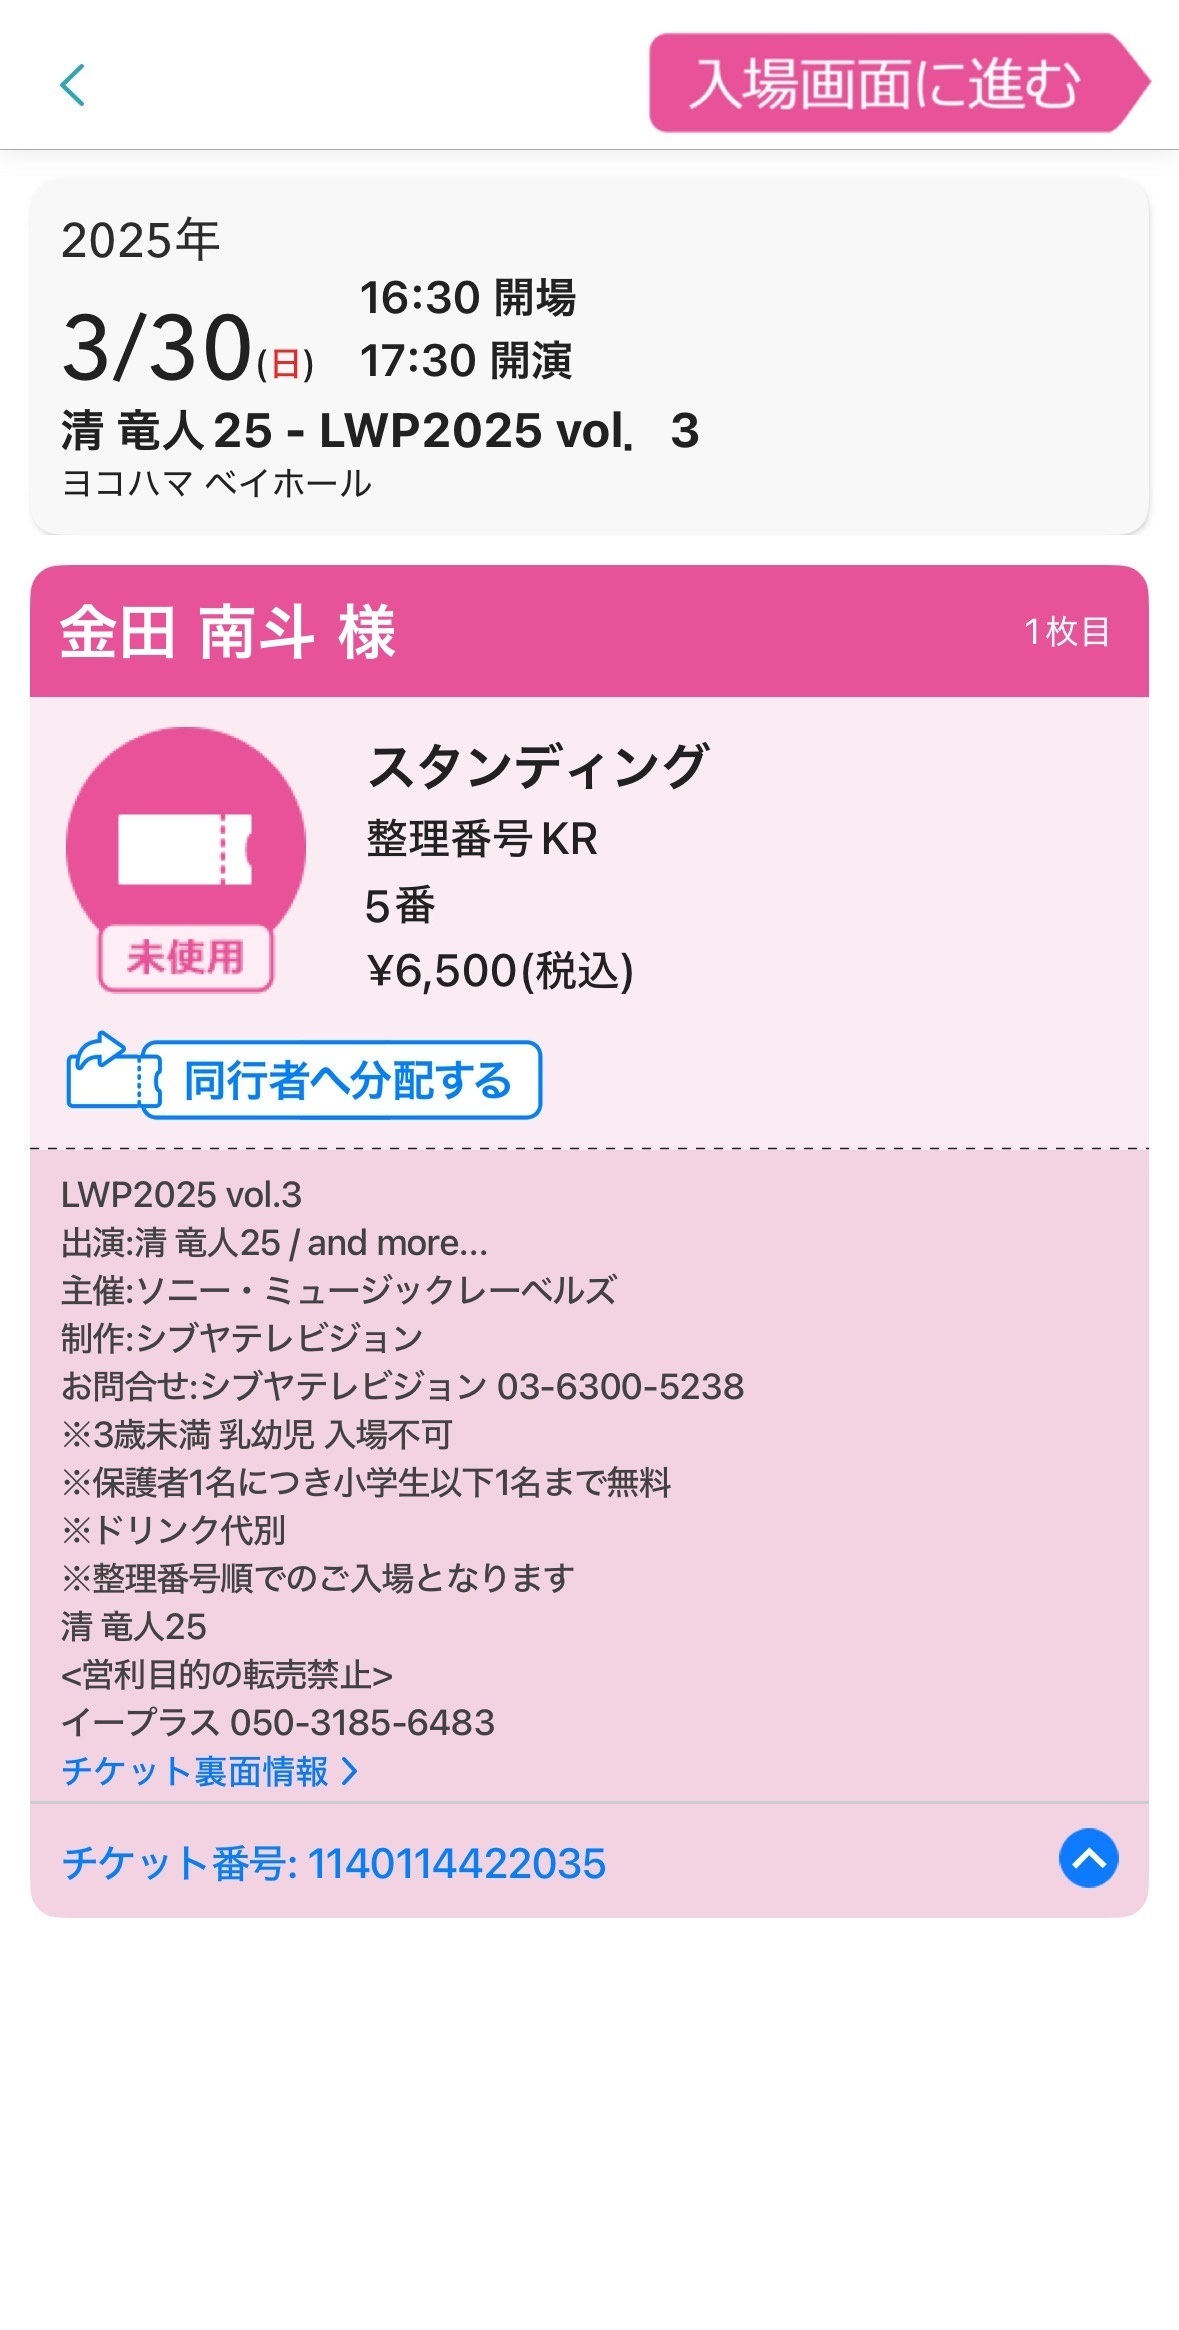 入場画面に進む
2025年
3/30(日)
16:30 開場
17:30 開演
清 竜人25 - LWP2025 vol． 3
ヨコハマ ベイホール
金田 南斗 様
1枚目
スタンディング
整理番号KR
5番
¥6,500(税込)
未使用
同行者へ分配する
LWP2025 vol.3
出演:清 竜人25 / and more...
主催:ソニー・ミュージックレーベルズ
制作:シブヤテレビジョン
お問合せ:シブヤテレビジョン 03-6300-5238
※3歳未満 乳幼児 入場不可
※保護者1名につき小学生以下1名まで無料
※ドリンク代別
※整理番号順でのご入場となります
清 竜人25
<営利目的の転売禁止>
イープラス 050-3185-6483
チケット裏面情報
チケット番号: 1140114422035